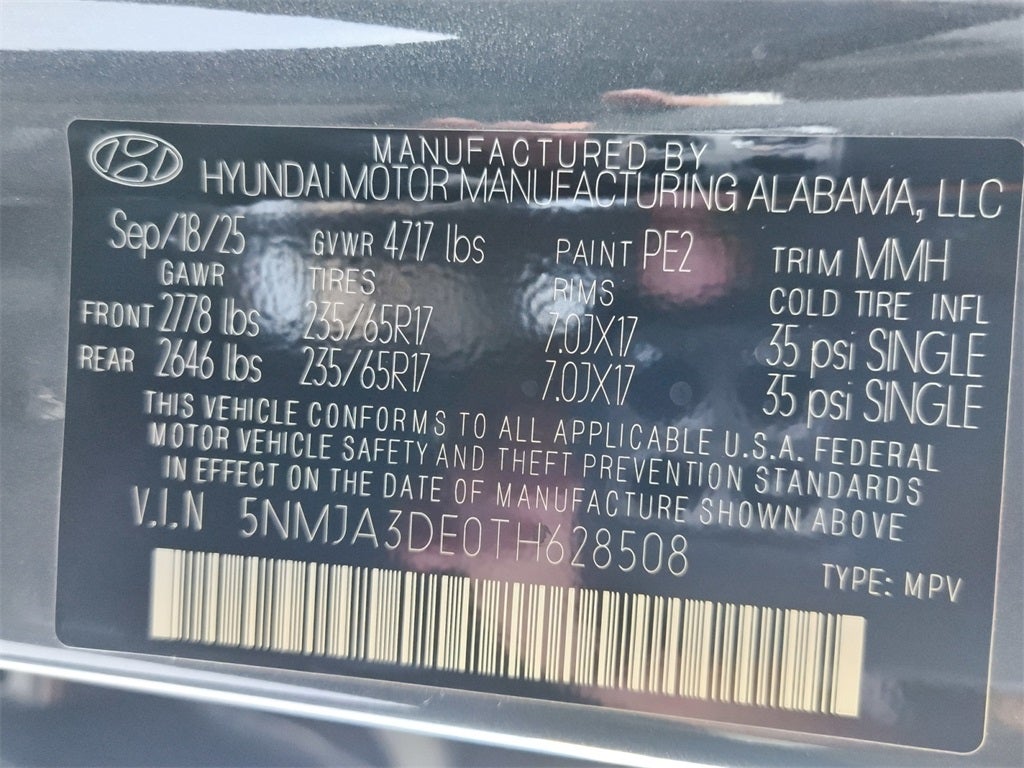 MANUFACTURED BY
HYUNDAI MOTOR MANUFACTURING ALABAMA, LLC
Sep/18/25 GVWR 4717 lbs PAINT PE2 TRIM MMH
GAWR TIRES RIMS COLD TIRE INFL
FRONT 2778 lbs 235/65R17 7.0JX17 35 psi SINGLE
REAR 2646 lbs 235/65R17 7.0JX17 35 psi SINGLE
THIS VEHICLE CONFORMS TO ALL APPLICABLE U.S.A. FEDERAL
MOTOR VEHICLE SAFETY AND THEFT PREVENTION STANDARDS
IN EFFECT ON THE DATE OF MANUFACTURE SHOWN ABOVE
V.I.N 5NMJA3DE0TH628508
TYPE: MPV